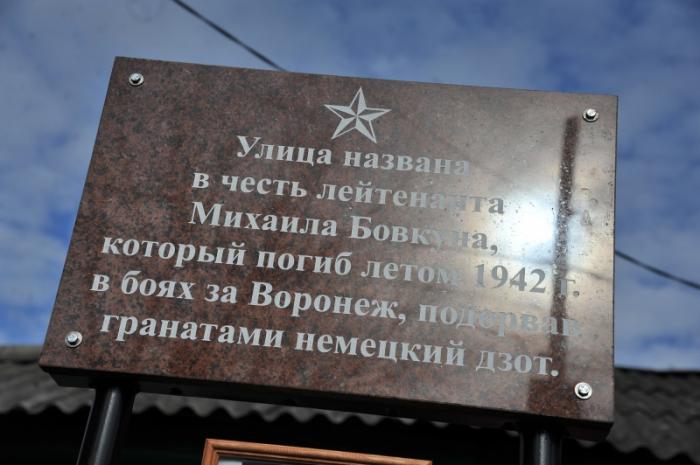 Улица названа
в честь лейтенанта
Михаила Бовкуна,
который погиб летом 1942 г.
в боях за Воронеж, подорвав
гранатами немецкий дзот.